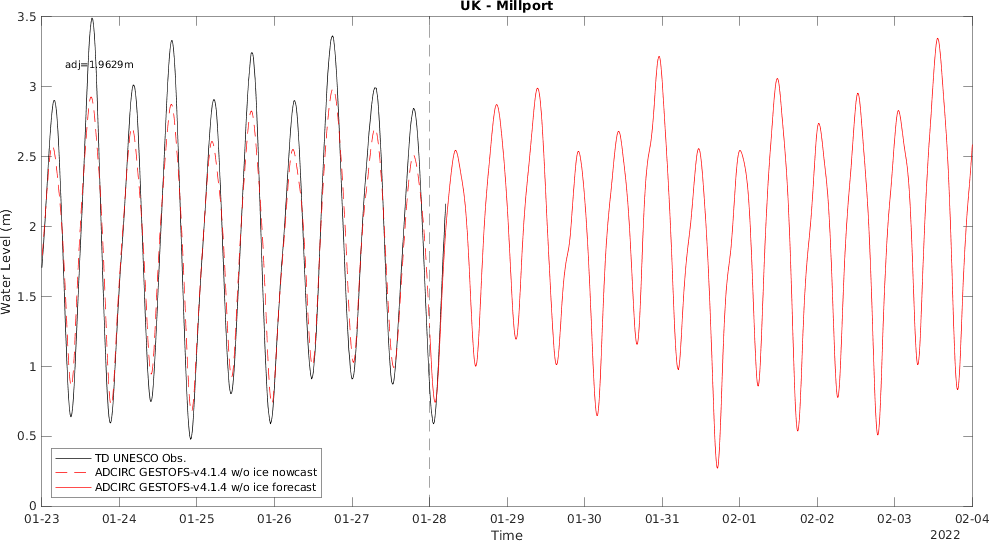 UK - Millport
adj=1.9629m
3.5
3
2.5
2
1.5
1
0.5
0
Water Level (m)
TD UNESCO Obs.
ADCIRC GESTOFS-v4.1.4 w/o ice nowcast
ADCIRC GESTOFS-v4.1.4 w/o ice forecast
01-23 01-24 01-25 01-26 01-27 01-28 01-29 01-30 01-31 02-01 02-02 02-03 02-04
Time
2022